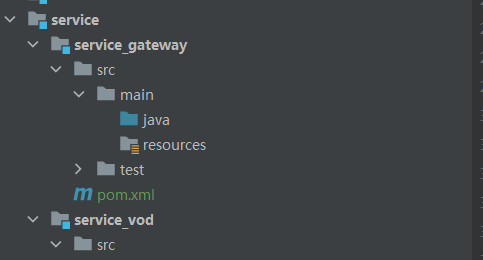 service
service_gateway
src
main
java
resources
test
pom.xml
service_vod
src